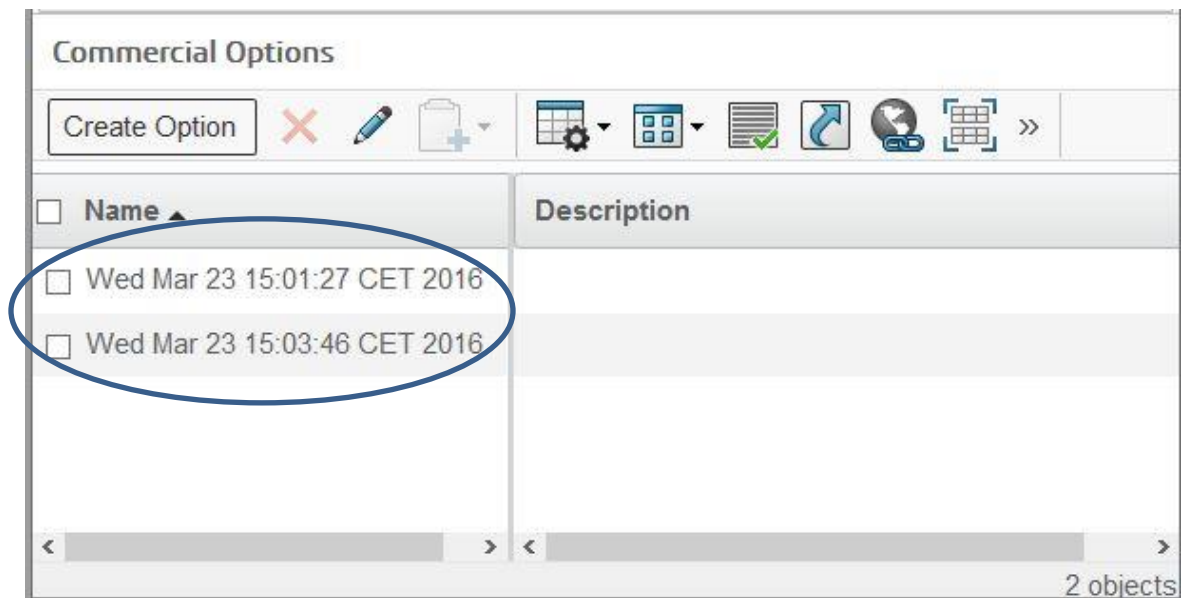 Commercial Options
Create Option
Name Description
Wed Mar 23 15:01:27 CET 2016
Wed Mar 23 15:03:46 CET 2016
2 objects